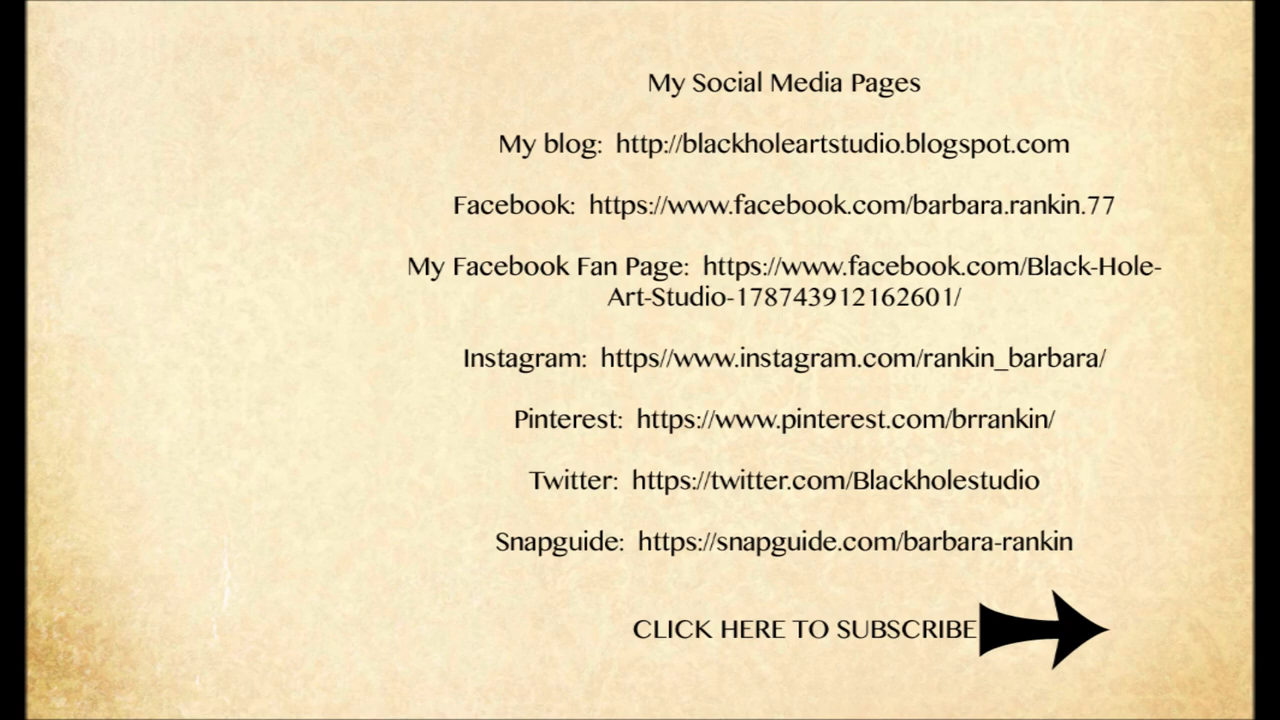 My Social Media Pages
My blog: http://blackholeartstudio.blogspot.com
Facebook: https://www.facebook.com/barbara.rankin.77
My Facebook Fan Page: https://www.facebook.com/Black-Hole-
Art-Studio-178743912162601/
Instagram: https//www.instagram.com/rankin_barbara/
Pinterest: https://www.pinterest.com/brrankin/
Twitter: https://twitter.com/Blackholestudio
Snapguide: https://snapguide.com/barbara-rankin
CLICK HERE TO SUBSCRIBE